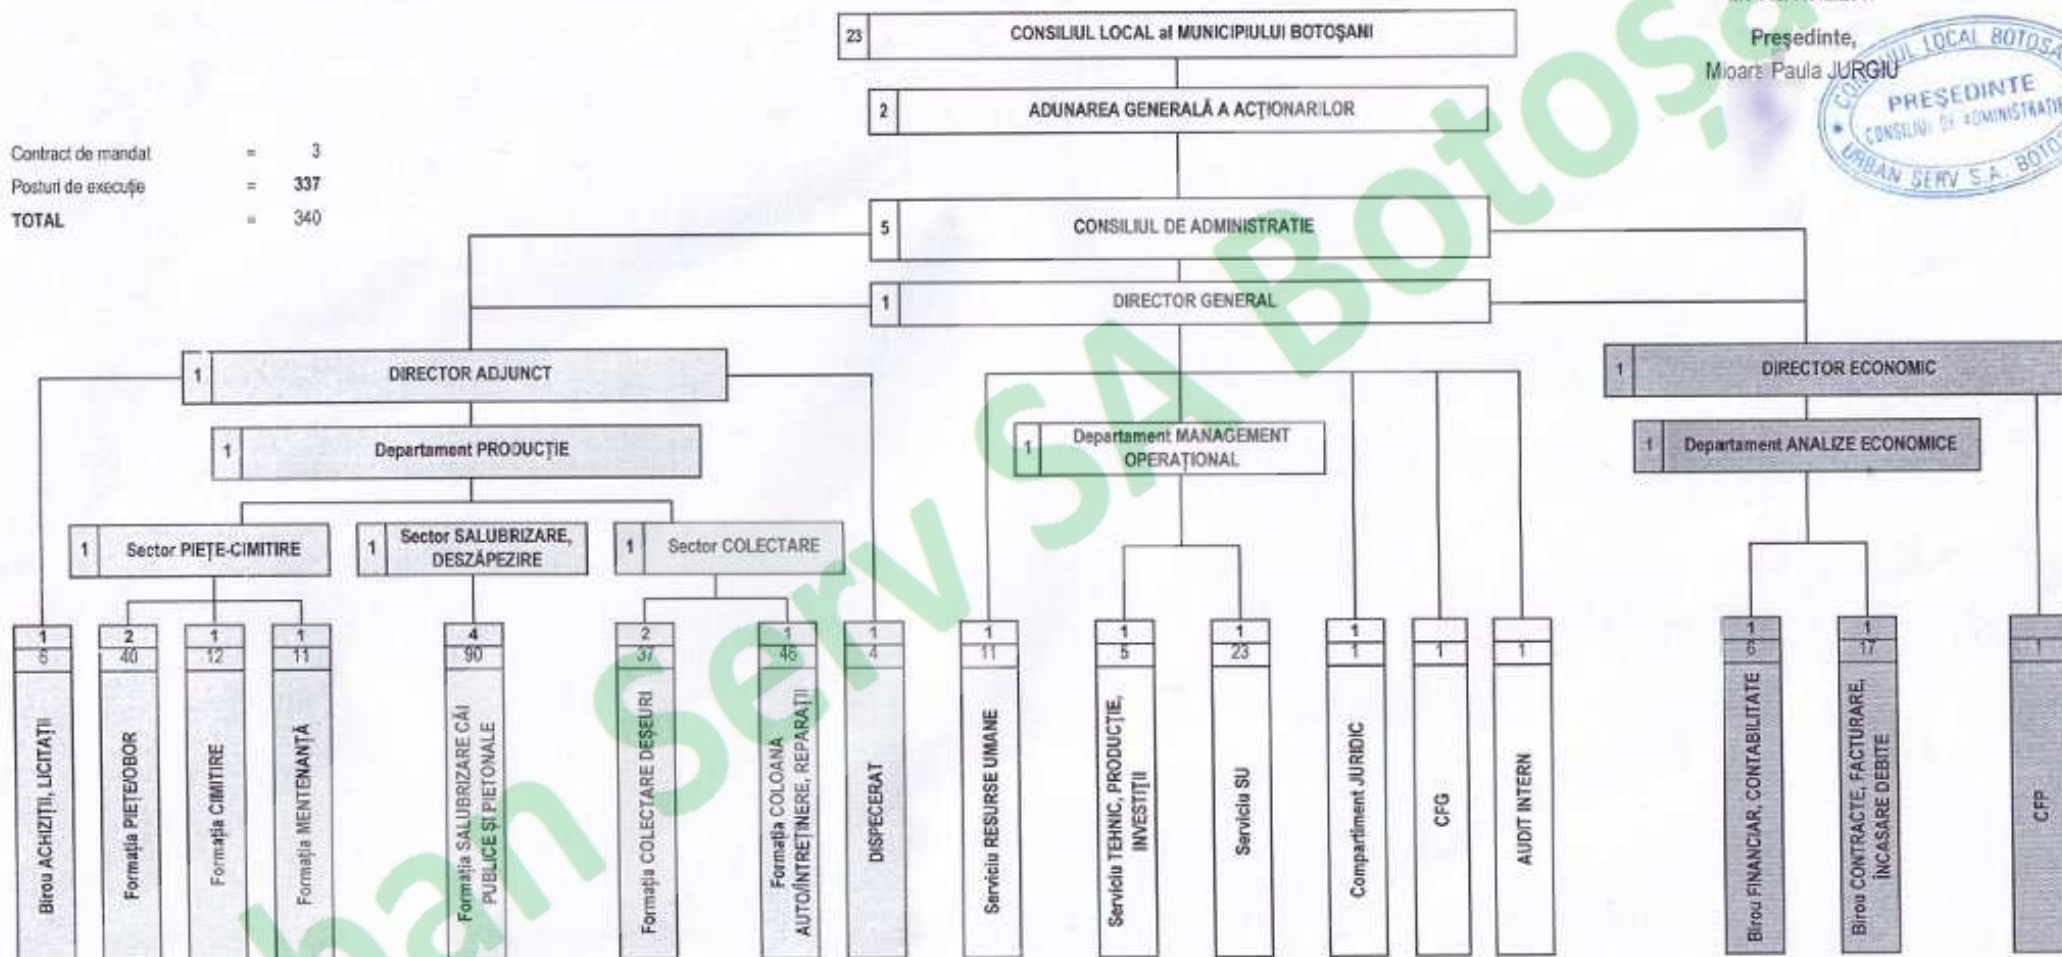 23 CONSILIUL LOCAL al MUNICIPIULUI BOTOȘANI
Președinte,
Mioara Paula JURGIU
CONSILIUL LOCAL BOTOȘA
PREȘEDINTE
CONSILIUL DE ADMINISTRAȚIE
URBAN SERV S.A. BOTO
2 ADUNAREA GENERALĂ A ACȚIONARILOR
Contract de mandat = 3
Posturi de execuție = 337
TOTAL = 340
5 CONSILIUL DE ADMINISTRATIE
1 DIRECTOR GENERAL
1 DIRECTOR ADJUNCT
1 DIRECTOR ECONOMIC
1 Departament PRODUCȚIE
1 Departament MANAGEMENT
OPERAȚIONAL
1 Departament ANALIZE ECONOMICE
1 Sector PIEȚE-CIMITIRE
1 Sector SALUBRIZARE,
DESZĂPEZIRE
1 Sector COLECTARE
1
6
Birou ACHIZIȚII, LICITAȚII
2
40
Formația PIEȚE/OBOR
1
12
Formația CIMITIRE
1
11
Formația MENTENANȚĂ
4
90
Formația SALUBRIZARE CĂI
PUBLICE ȘI PIETONALE
2
37
Formația COLECTARE DEȘEURI
1
46
Formația COLOANA
AUTO/ÎNTREȚINERE, REPARAȚII
1
4
DISPECERAT
1
11
Serviciu RESURSE UMANE
1
5
Serviciu TEHNIC, PRODUCȚIE,
INVESTIȚII
1
23
Serviciu SU
1
1
Compartiment JURIDIC
1
CFG
1
AUDIT INTERN
1
6
Birou FINANCIAR, CONTABILITATE
1
17
Birou CONTRACTE, FACTURARE,
ÎNCASARE DEBITE
1
CFP
ban Serv SA Botoșa